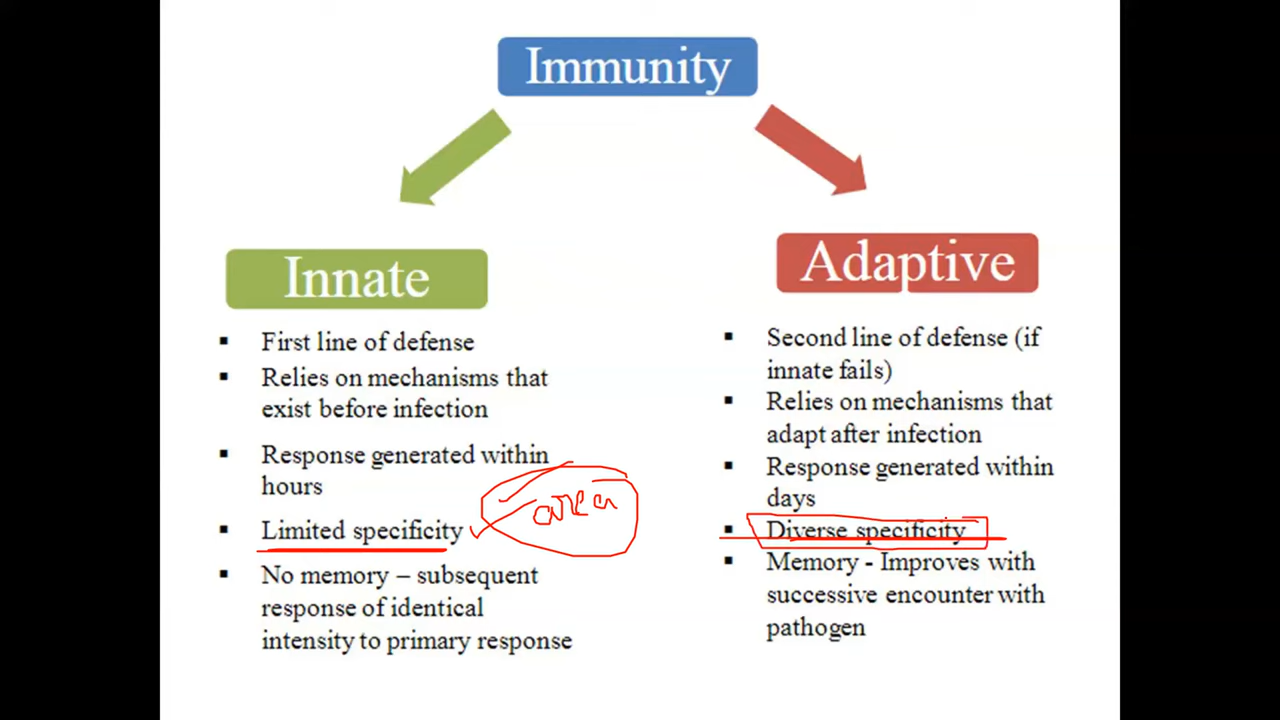 Immunity
Innate
First line of defense
Relies on mechanisms that
exist before infection
Response generated within
hours
Limited specificity
area
No memory – subsequent
response of identical
intensity to primary response
Adaptive
Second line of defense (if
innate fails)
Relies on mechanisms that
adapt after infection
Response generated within
days
Diverse specificity
Memory - Improves with
successive encounter with
pathogen